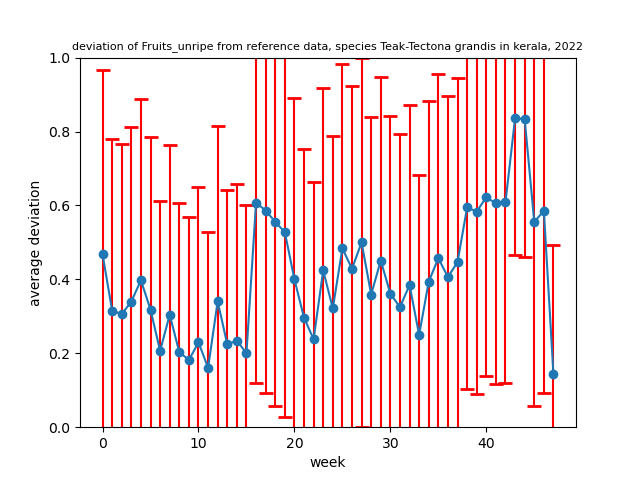 deviation of Fruits_unripe from reference data, species Teak-Tectona grandis in kerala, 2022
1.0
0.8
0.6
0.4
0.2
0.0
average deviation
0 10 20 30 40
week